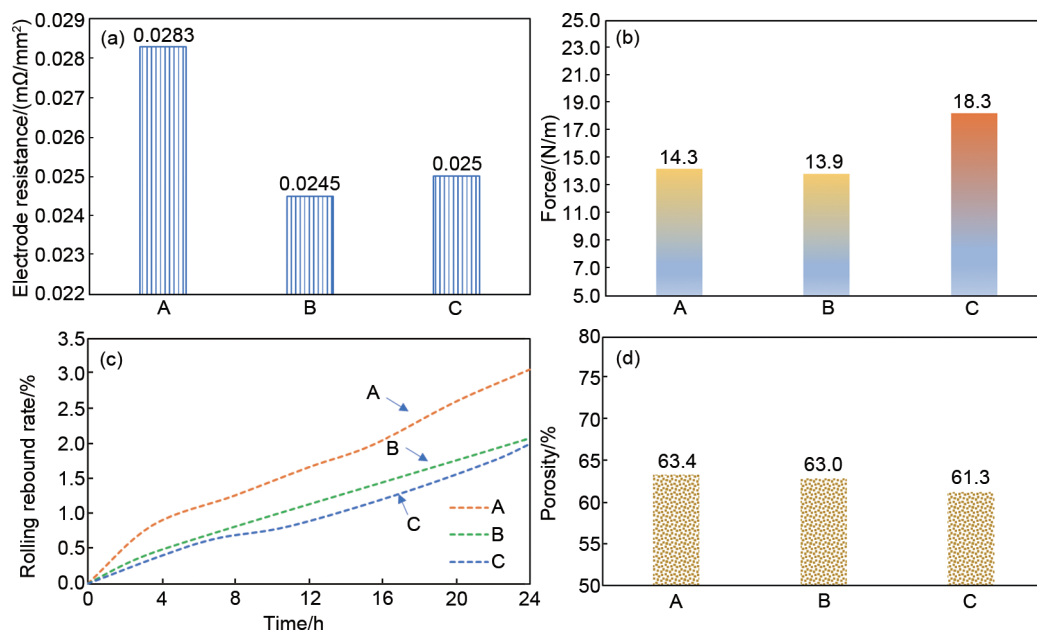 (a)
Electrode resistance/(mΩ/mm²)
0.029
0.028
0.027
0.026
0.025
0.024
0.023
0.022
0.0283
0.0245
0.025
A B C
(b)
Force/(N/m)
25.0
23.0
21.0
19.0
17.0
15.0
13.0
11.0
9.0
7.0
5.0
14.3
13.9
18.3
A B C
(c)
Rolling rebound rate/%
3.5
3.0
2.5
2.0
1.5
1.0
0.5
0.0
A
B
C
A
B
C
0 4 8 12 16 20 24
Time/h
(d)
Porosity/%
80
75
70
65
60
55
50
63.4
63.0
61.3
A B C